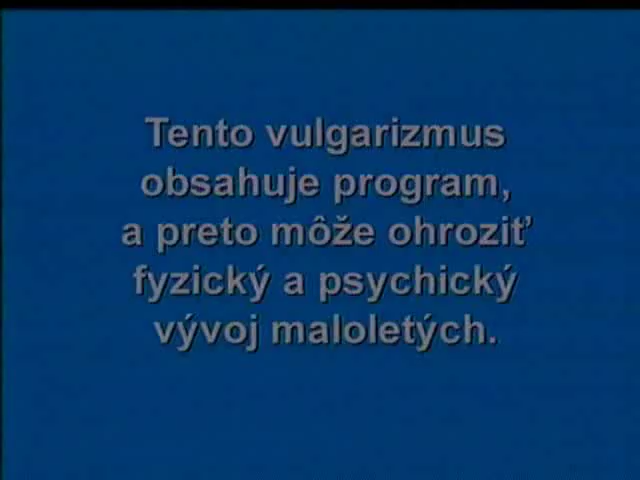 Tento vulgarizmus
obsahuje program,
a preto môže ohroziť
fyzický a psychický
vývoj maloletých.